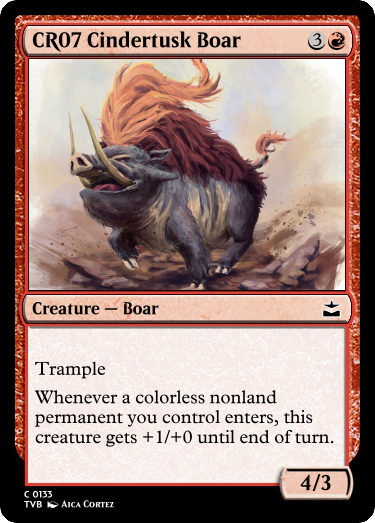 CR07 Cindertusk Boar 3
Creature — Boar
Trample
Whenever a colorless nonland
permanent you control enters, this
creature gets +1/+0 until end of turn.
4/3
C 0133
TVB Aica Cortez